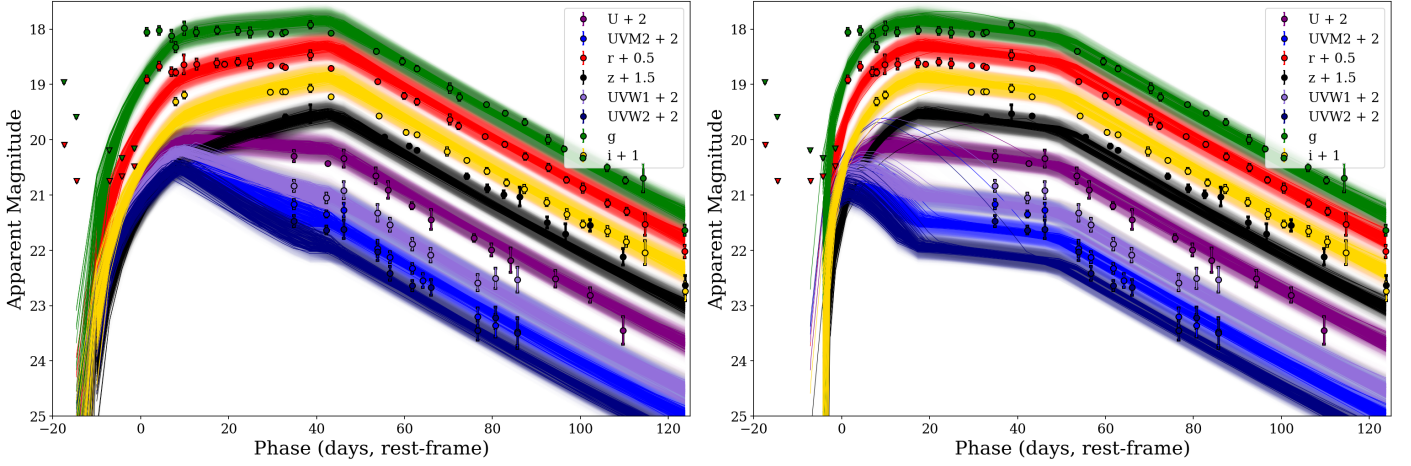 18
19
20
21
22
23
24
25
Apparent Magnitude
−20 0 20 40 60 80 100 120
Phase (days, rest-frame)
U + 2
UVM2 + 2
r + 0.5
z + 1.5
UVW1 + 2
UVW2 + 2
g
i + 1
18
19
20
21
22
23
24
25
Apparent Magnitude
−20 0 20 40 60 80 100 120
Phase (days, rest-frame)
U + 2
UVM2 + 2
r + 0.5
z + 1.5
UVW1 + 2
UVW2 + 2
g
i + 1